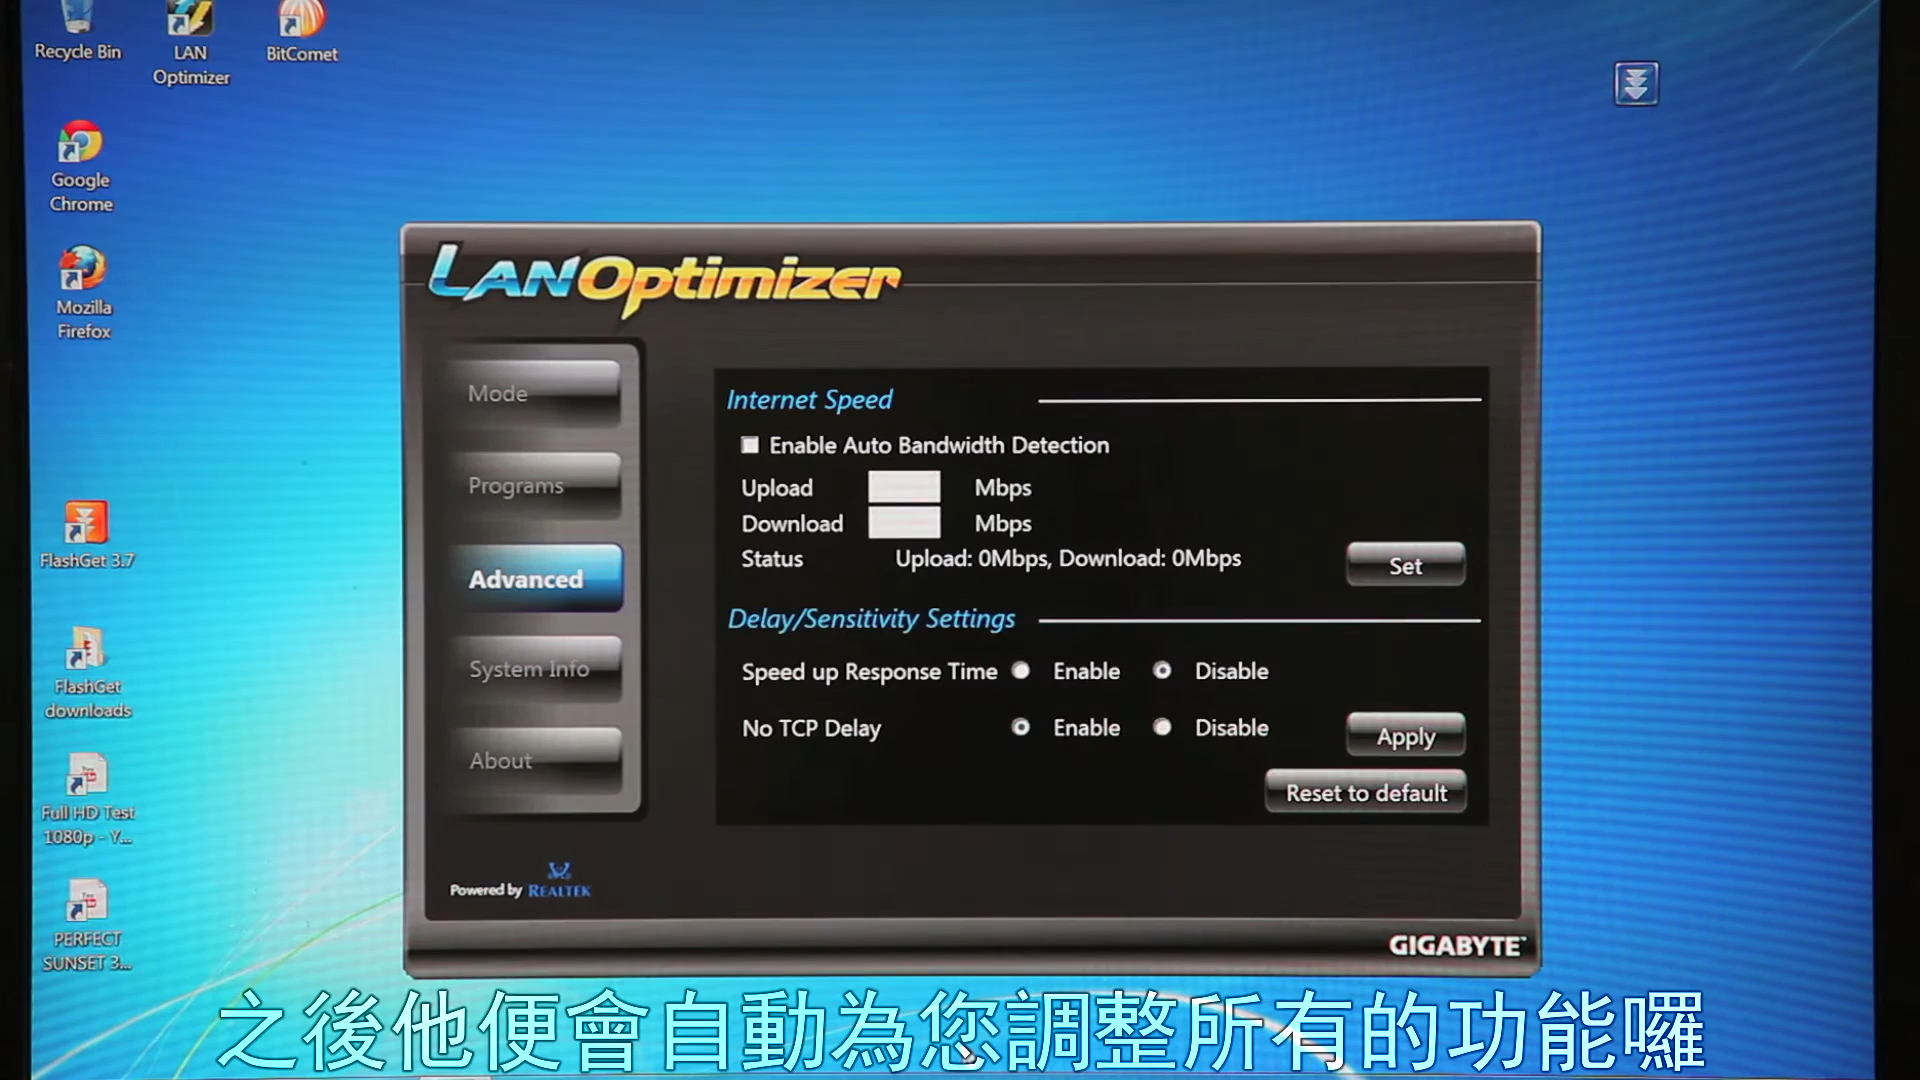 Recycle Bin
LAN
Optimizer
BitComet
Google
Chrome
Mozilla
Firefox
FlashGet 3.7
FlashGet
downloads
Full HD Test
1080p - Y...
PERFECT
SUNSET 3...
LAN Optimizer
Mode
Programs
Advanced
System Info
About
Internet Speed
Enable Auto Bandwidth Detection
Upload Mbps
Download Mbps
Status Upload: 0Mbps, Download: 0Mbps
Set
Delay/Sensitivity Settings
Speed up Response Time Enable Disable
No TCP Delay Enable Disable
Apply
Reset to default
Powered by REALTEK
GIGABYTE™
之後他便會自動為您調整所有的功能囉